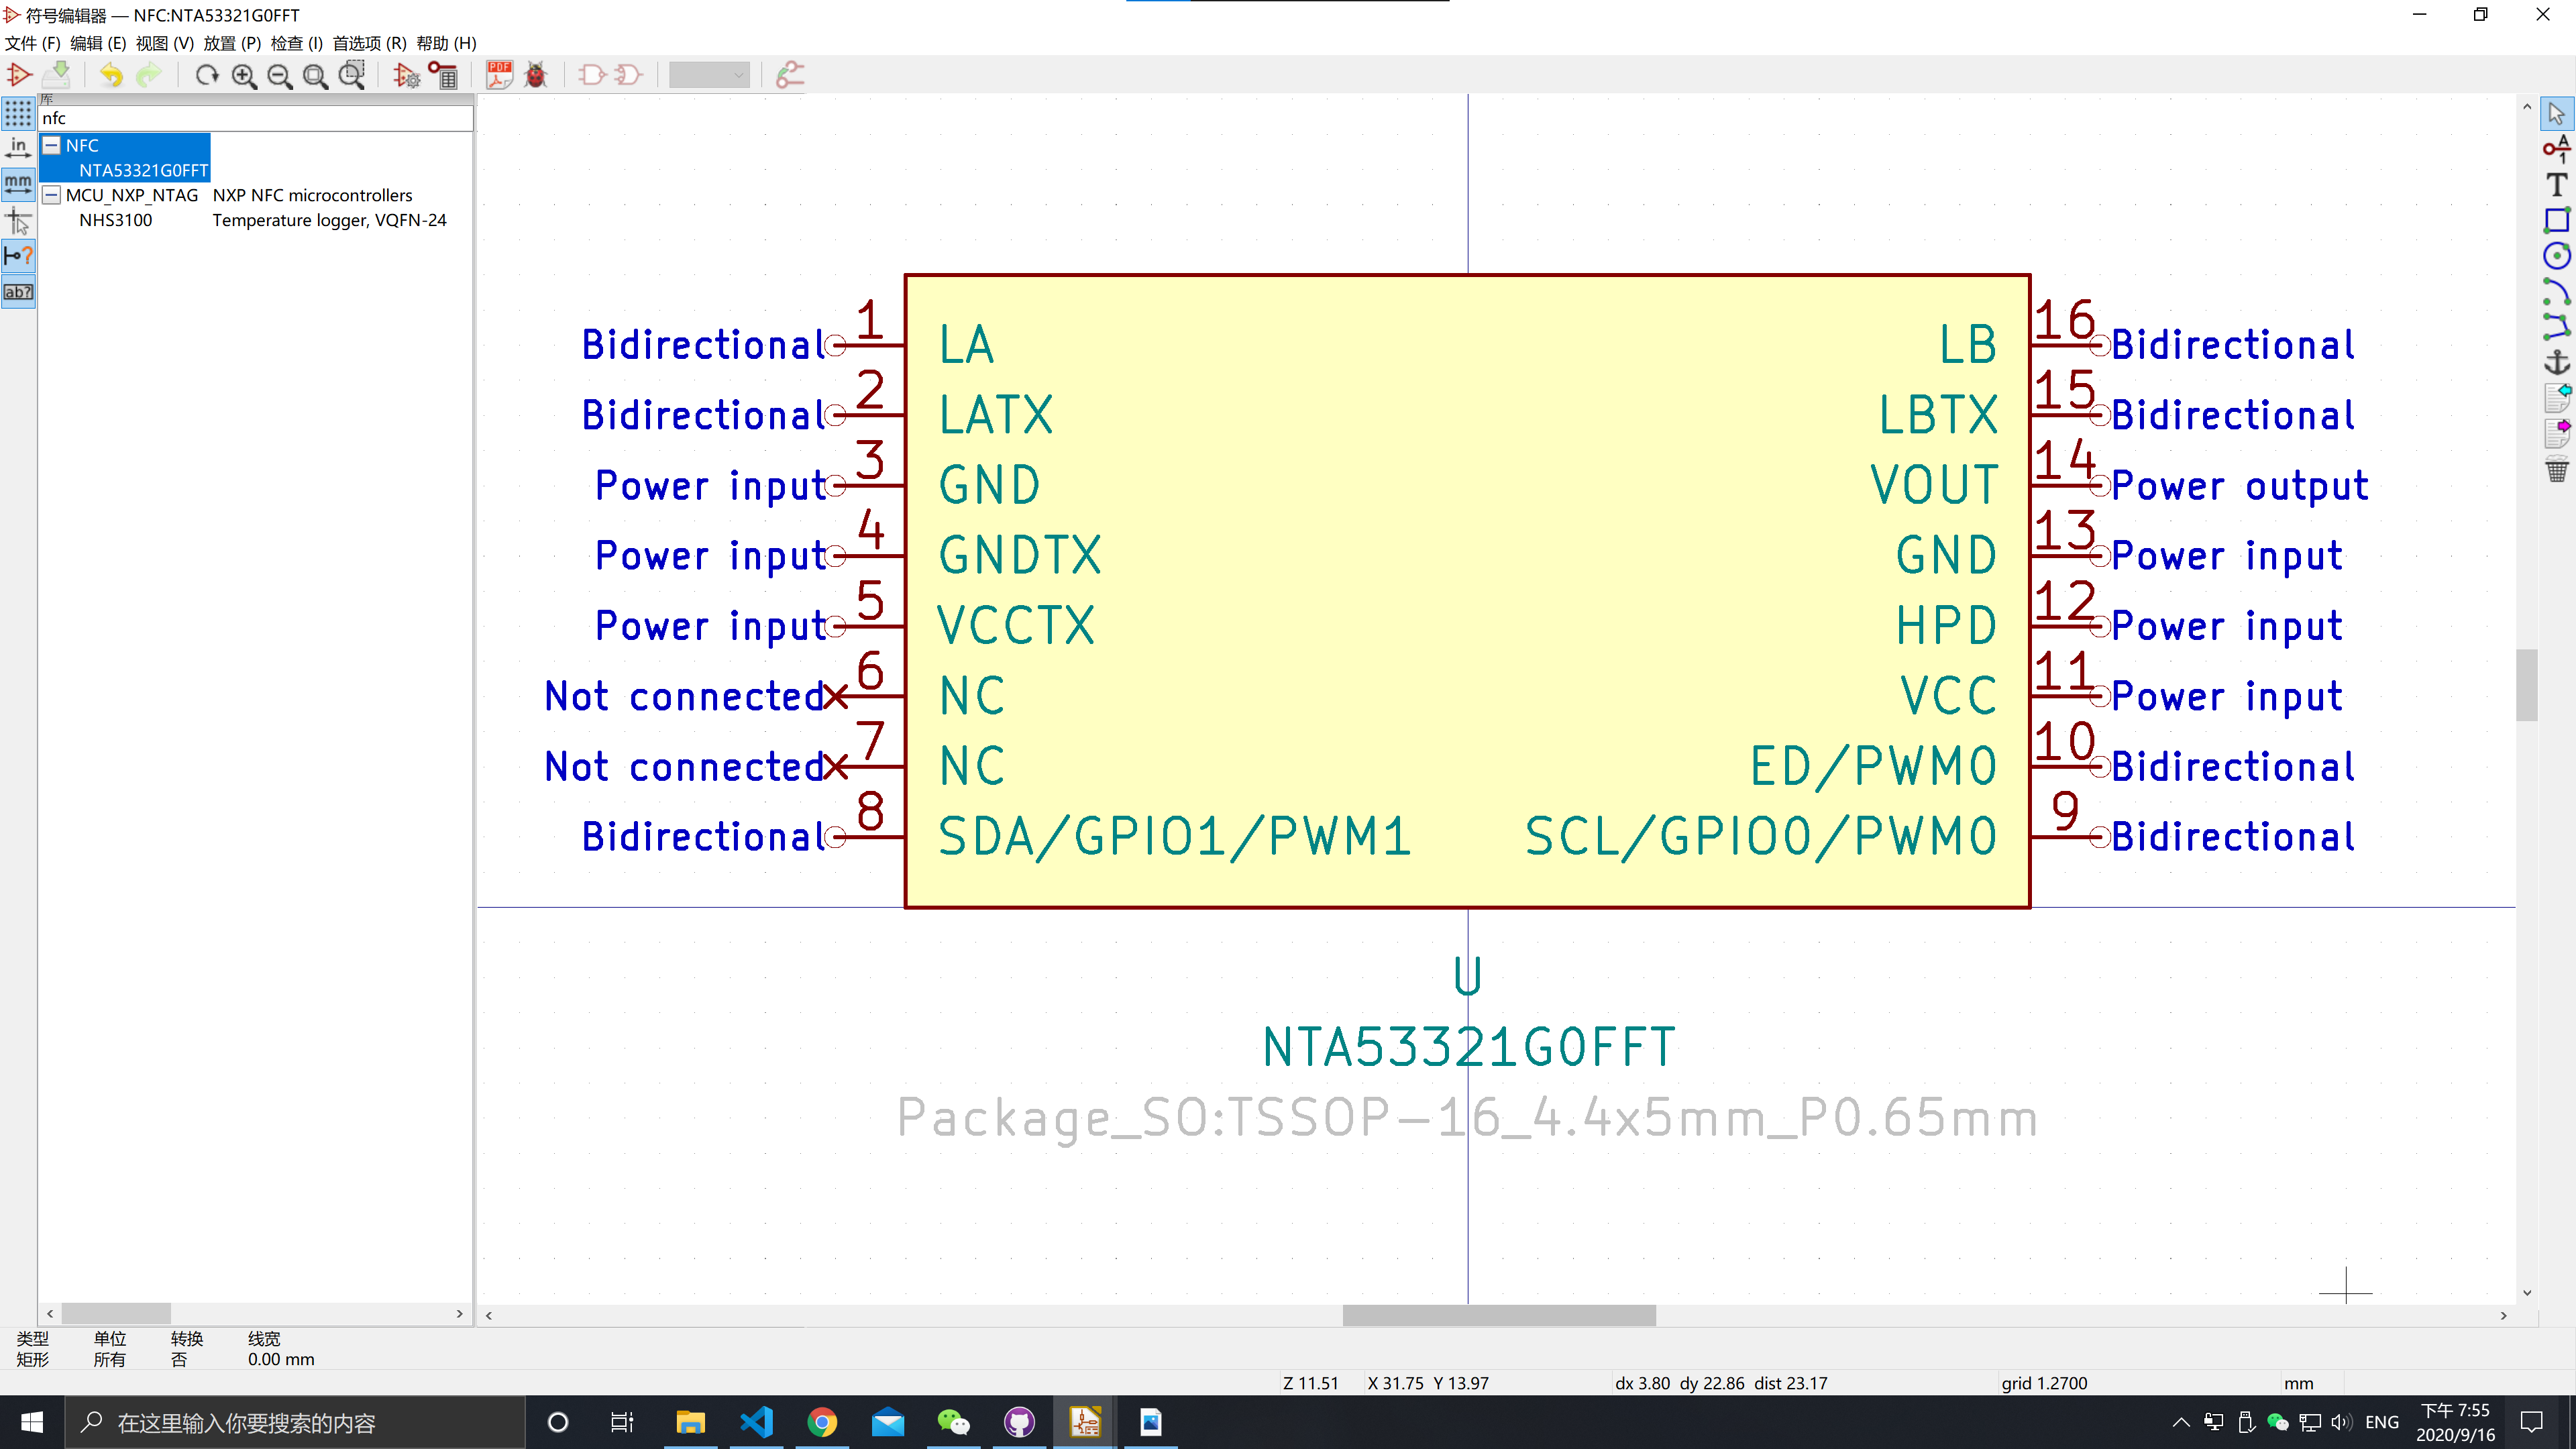 符号编辑器 — NFC:NTA53321G0FFT
文件 (F) 编辑 (E) 视图 (V) 放置 (P) 检查 (I) 首选项 (R) 帮助 (H)
PDF
库
nfc
in
mm
ab?
NFC
NTA53321G0FFT
MCU_NXP_NTAG NXP NFC microcontrollers
NHS3100 Temperature logger, VQFN-24
A
1
T
Bidirectional 1 LA LB 16 Bidirectional
Bidirectional 2 LATX LBTX 15 Bidirectional
Power input 3 GND VOUT 14 Power output
Power input 4 GNDTX GND 13 Power input
Power input 5 VCCTX HPD 12 Power input
Not connected 6 NC VCC 11 Power input
Not connected 7 NC ED/PWM0 10 Bidirectional
Bidirectional 8 SDA/GPIO1/PWM1 SCL/GPIO0/PWM0 9 Bidirectional
U
NTA53321G0FFT
Package_SO:TSSOP-16_4.4x5mm_P0.65mm
类型 单位 转换 线宽
矩形 所有 否 0.00 mm
Z 11.51 X 31.75 Y 13.97 dx 3.80 dy 22.86 dist 23.17 grid 1.2700 mm
在这里输入你要搜索的内容
ENG
下午 7:55
2020/9/16